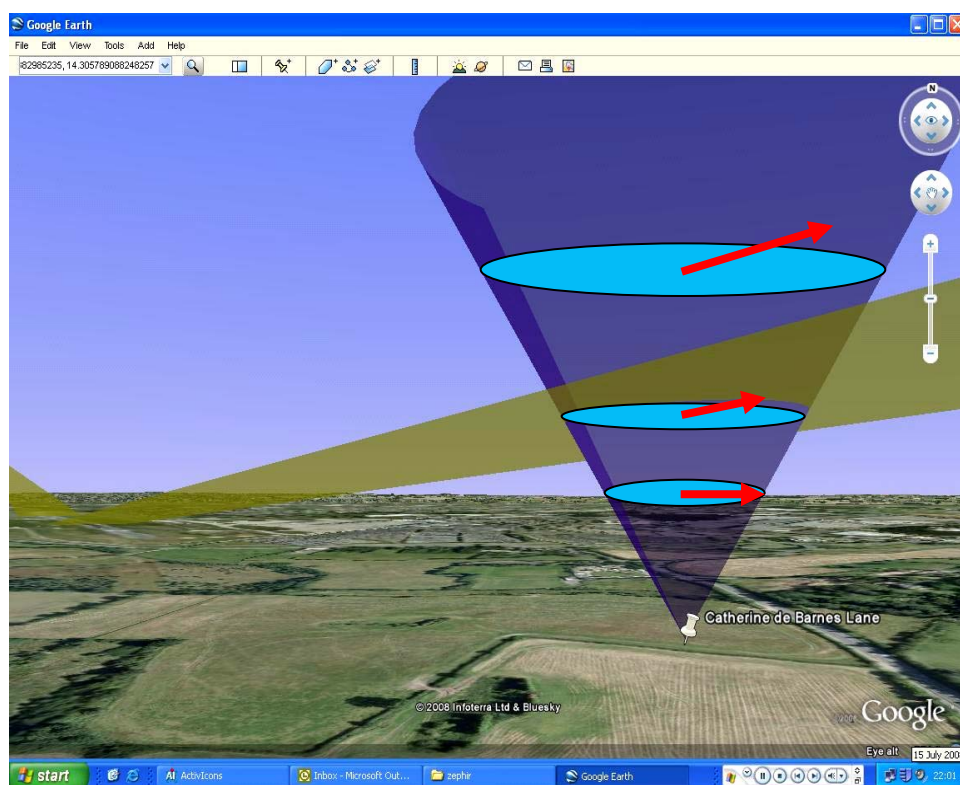 Google Earth
File Edit View Tools Add Help
82985235, 14.305789088248257
N
Catherine de Barnes Lane
© 2008 Infoterra Ltd & Bluesky
Google
Eye alt
15 July 200
start
ActivIcons
Inbox - Microsoft Out...
zephir
Google Earth
22:01